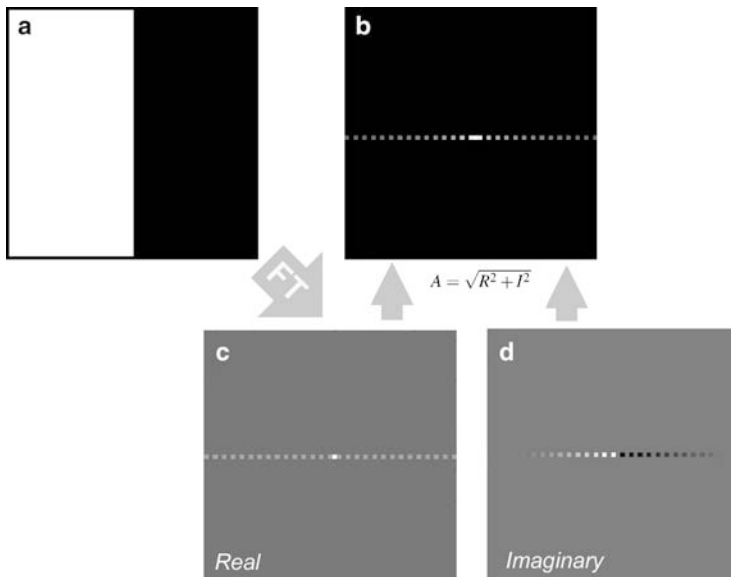 a
b
FT
A = √R² + I²
c
d
Real
Imaginary